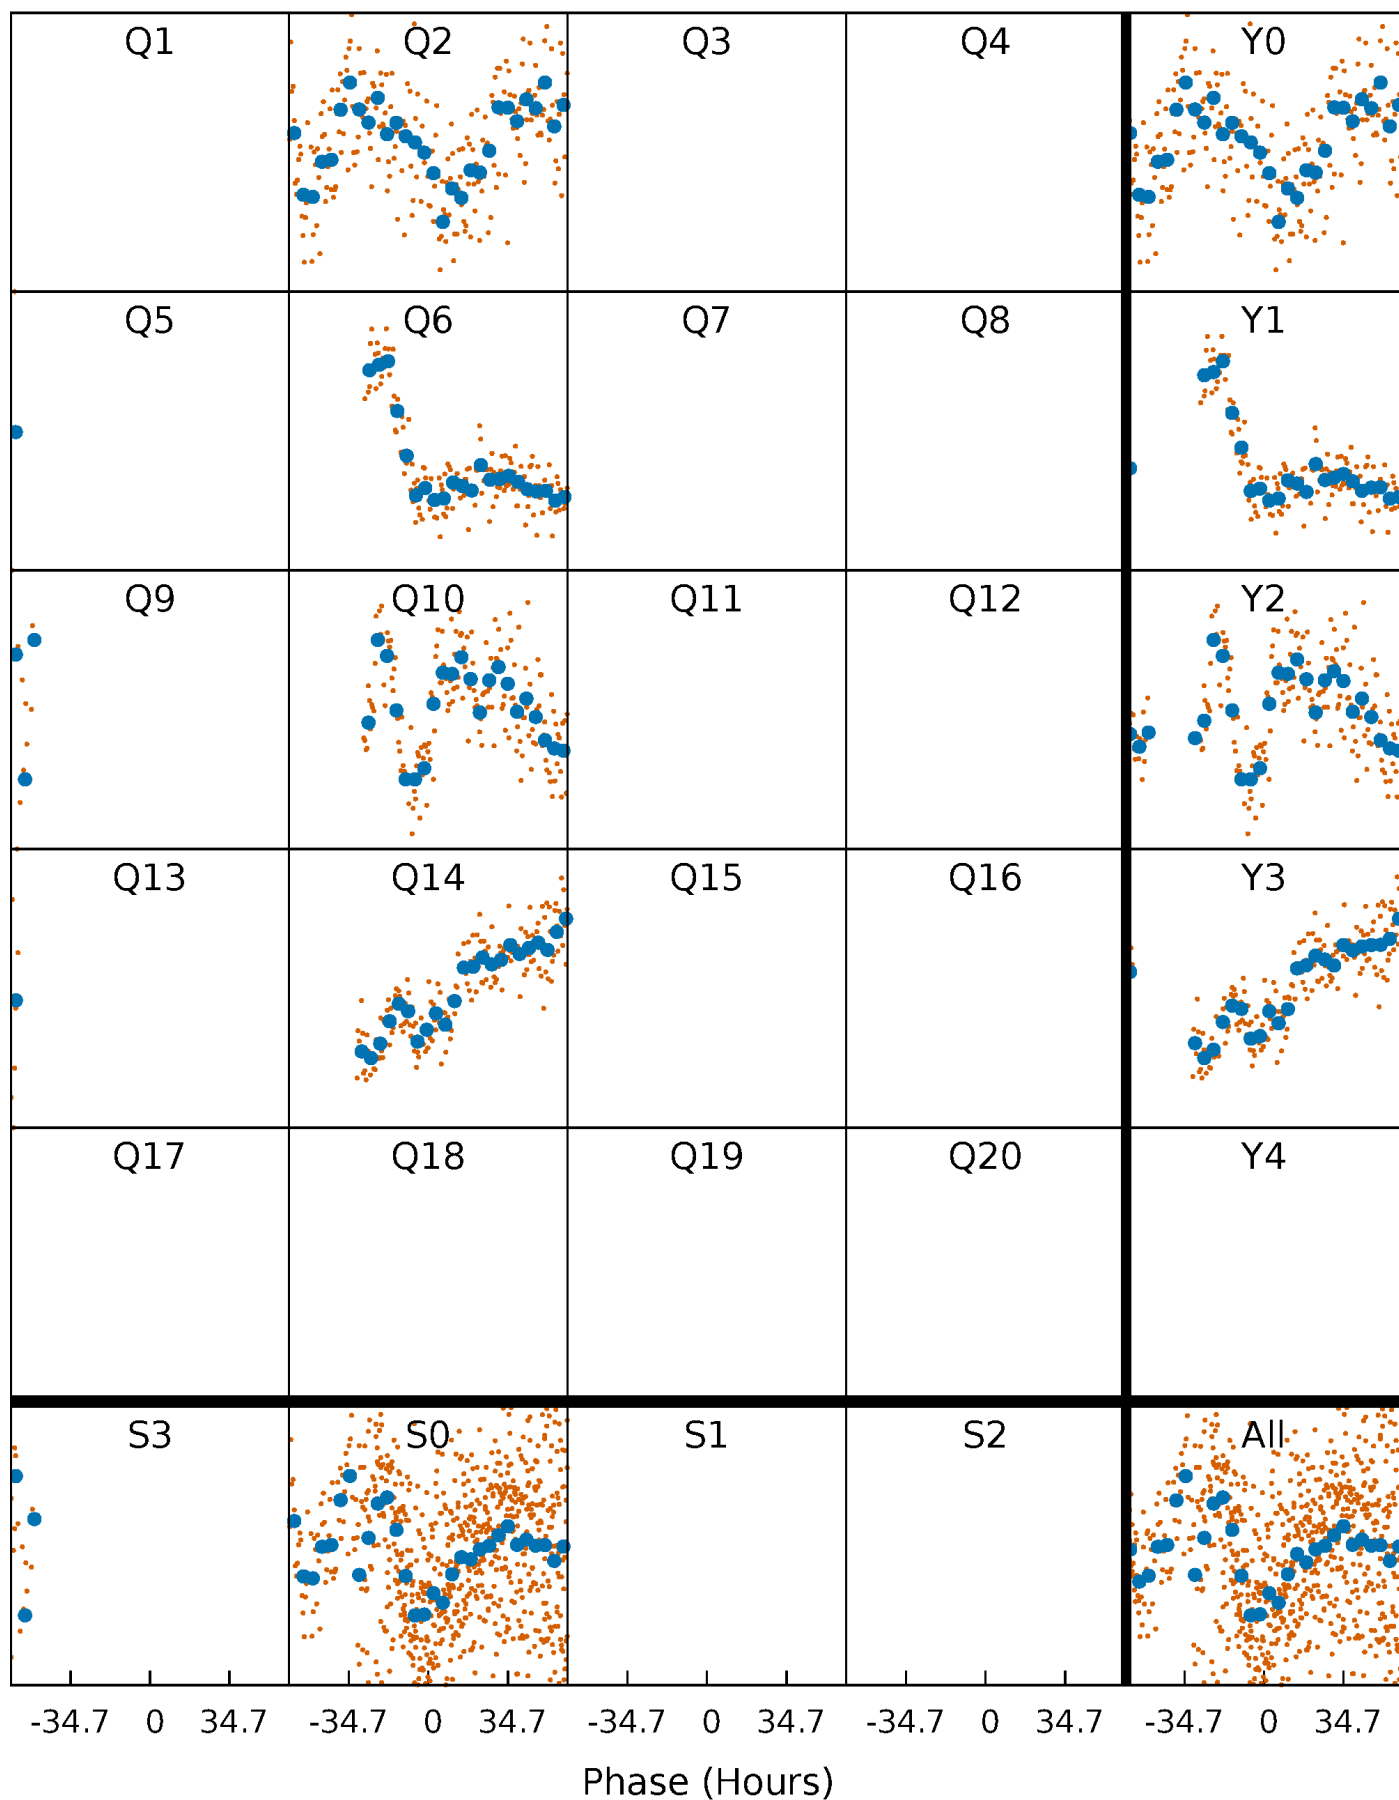 Q1 Q2 Q3 Q4 Y0
Q5 Q6 Q7 Q8 Y1
Q9 Q10 Q11 Q12 Y2
Q13 Q14 Q15 Q16 Y3
Q17 Q18 Q19 Q20 Y4
S3 S0 S1 S2 All
-34.7 0 34.7 -34.7 0 34.7 -34.7 0 34.7 -34.7 0 34.7 -34.7 0 34.7
Phase (Hours)